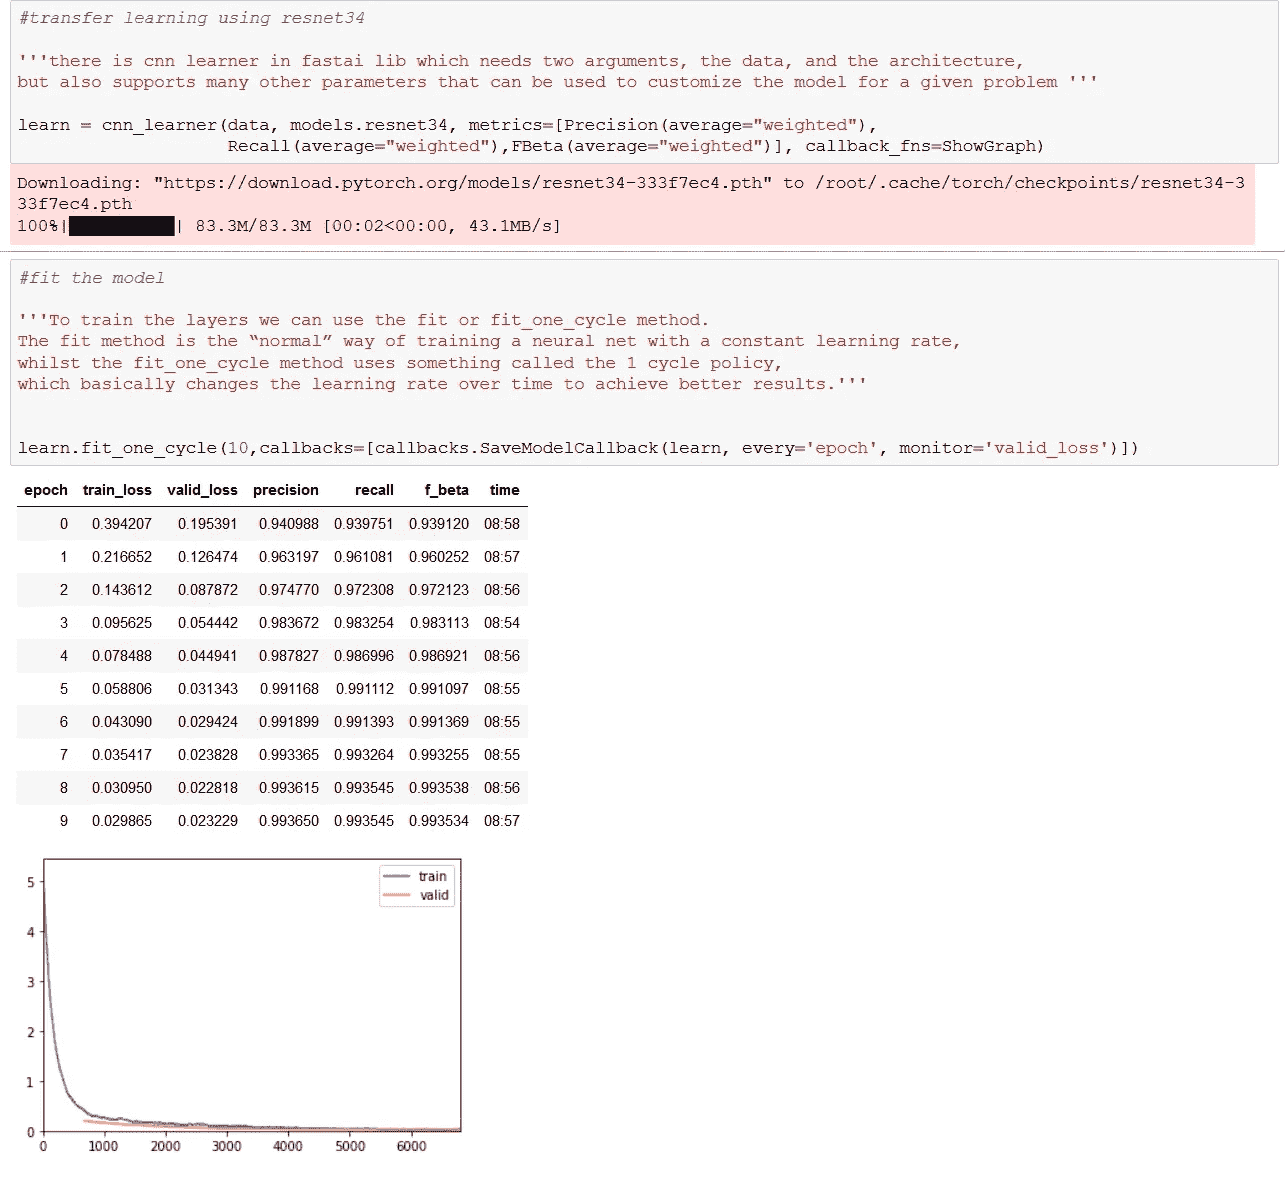 #transfer learning using resnet34
'''there is cnn learner in fastai lib which needs two arguments, the data, and the architecture,
but also supports many other parameters that can be used to customize the model for a given problem '''
learn = cnn_learner(data, models.resnet34, metrics=[Precision(average="weighted"),
Recall(average="weighted"),FBeta(average="weighted")], callback_fns=ShowGraph)
Downloading: "https://download.pytorch.org/models/resnet34-333f7ec4.pth" to /root/.cache/torch/checkpoints/resnet34-3
33f7ec4.pth
100%|██████████| 83.3M/83.3M [00:02<00:00, 43.1MB/s]
#fit the model
'''To train the layers we can use the fit or fit_one_cycle method.
The fit method is the “normal” way of training a neural net with a constant learning rate,
whilst the fit_one_cycle method uses something called the 1 cycle policy,
which basically changes the learning rate over time to achieve better results.'''
learn.fit_one_cycle(10,callbacks=[callbacks.SaveModelCallback(learn, every='epoch', monitor='valid_loss')])
epoch train_loss valid_loss precision recall f_beta time
0 0.394207 0.195391 0.940988 0.939751 0.939120 08:58
1 0.216652 0.126474 0.963197 0.961081 0.960252 08:57
2 0.143612 0.087872 0.974770 0.972308 0.972123 08:56
3 0.095625 0.054442 0.983672 0.983254 0.983113 08:54
4 0.078488 0.044941 0.987827 0.986996 0.986921 08:56
5 0.058806 0.031343 0.991168 0.991112 0.991097 08:55
6 0.043090 0.029424 0.991899 0.991393 0.991369 08:55
7 0.035417 0.023828 0.993365 0.993264 0.993255 08:55
8 0.030950 0.022818 0.993615 0.993545 0.993538 08:56
9 0.029865 0.023229 0.993650 0.993545 0.993534 08:57
train
valid
5
4
3
2
1
0
0 1000 2000 3000 4000 5000 6000